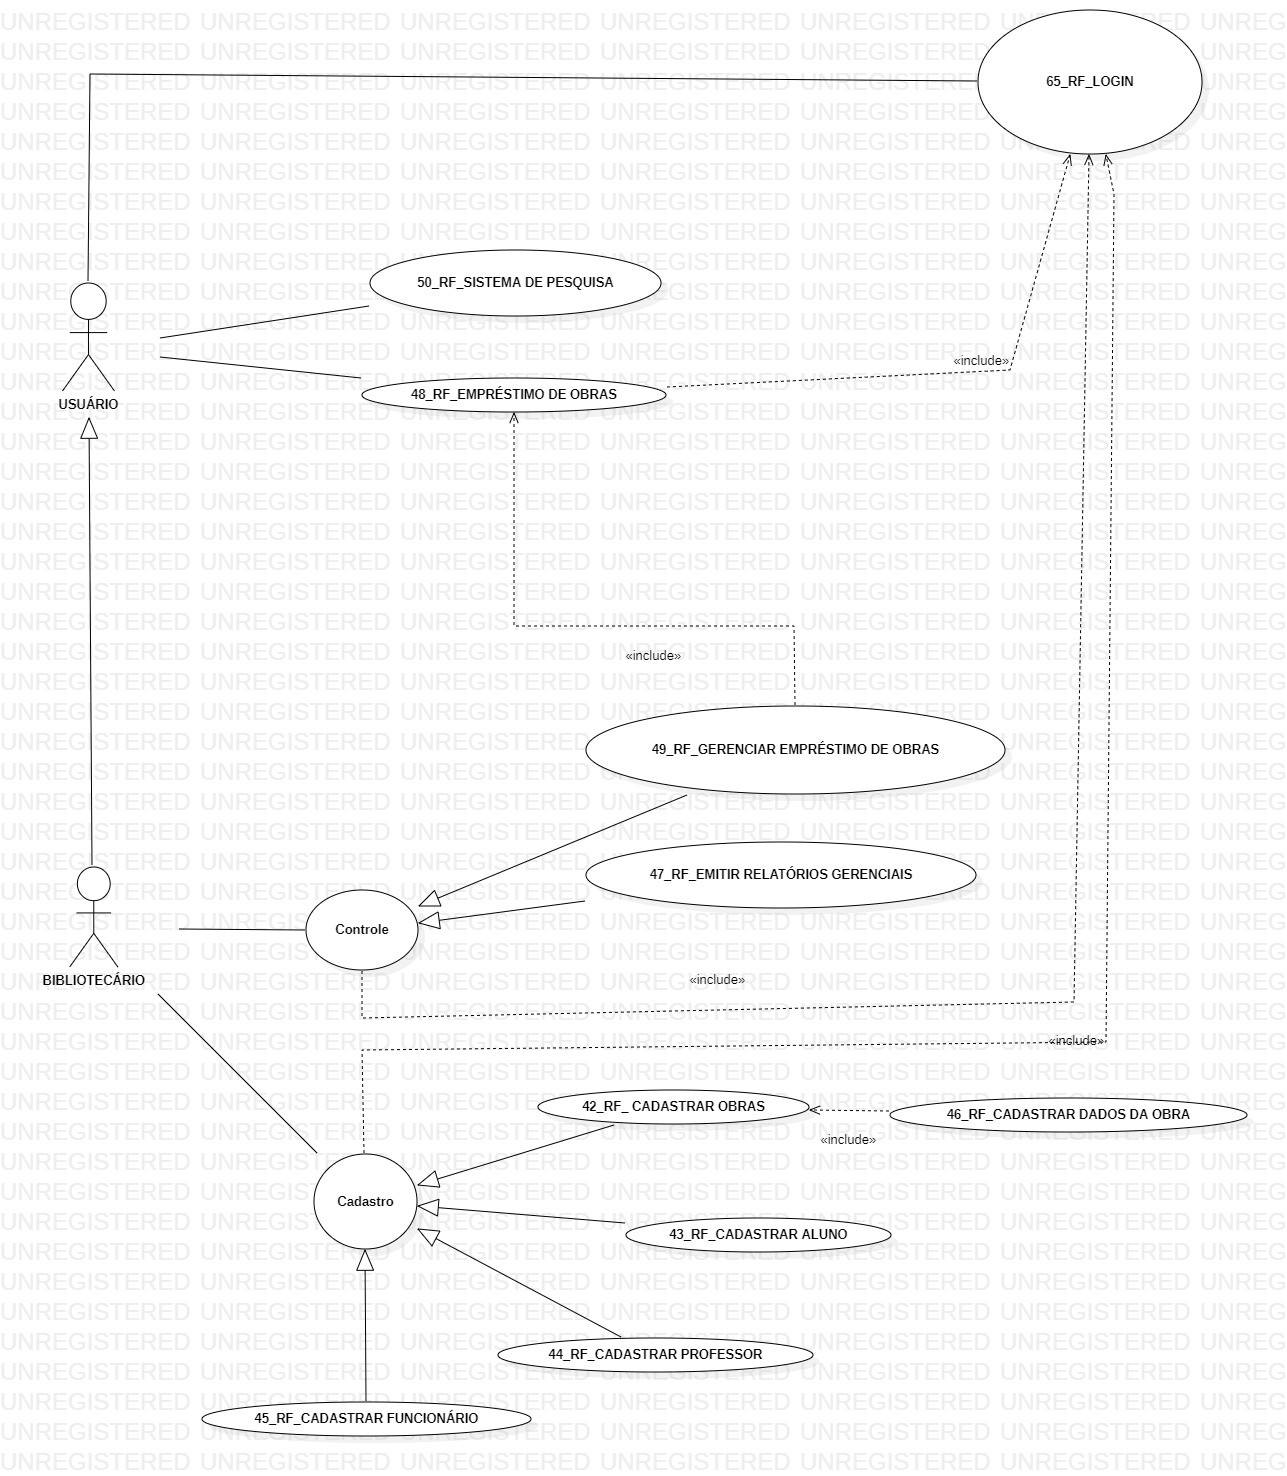 65_RF_LOGIN
50_RF_SISTEMA DE PESQUISA
«include»
48_RF_EMPRÉSTIMO DE OBRAS
USUÁRIO
«include»
49_RF_GERENCIAR EMPRÉSTIMO DE OBRAS
47_RF_EMITIR RELATÓRIOS GERENCIAIS
Controle
BIBLIOTECÁRIO
«include»
«include»
42_RF_ CADASTRAR OBRAS
46_RF_CADASTRAR DADOS DA OBRA
«include»
Cadastro
43_RF_CADASTRAR ALUNO
44_RF_CADASTRAR PROFESSOR
45_RF_CADASTRAR FUNCIONÁRIO
UNREGISTERED